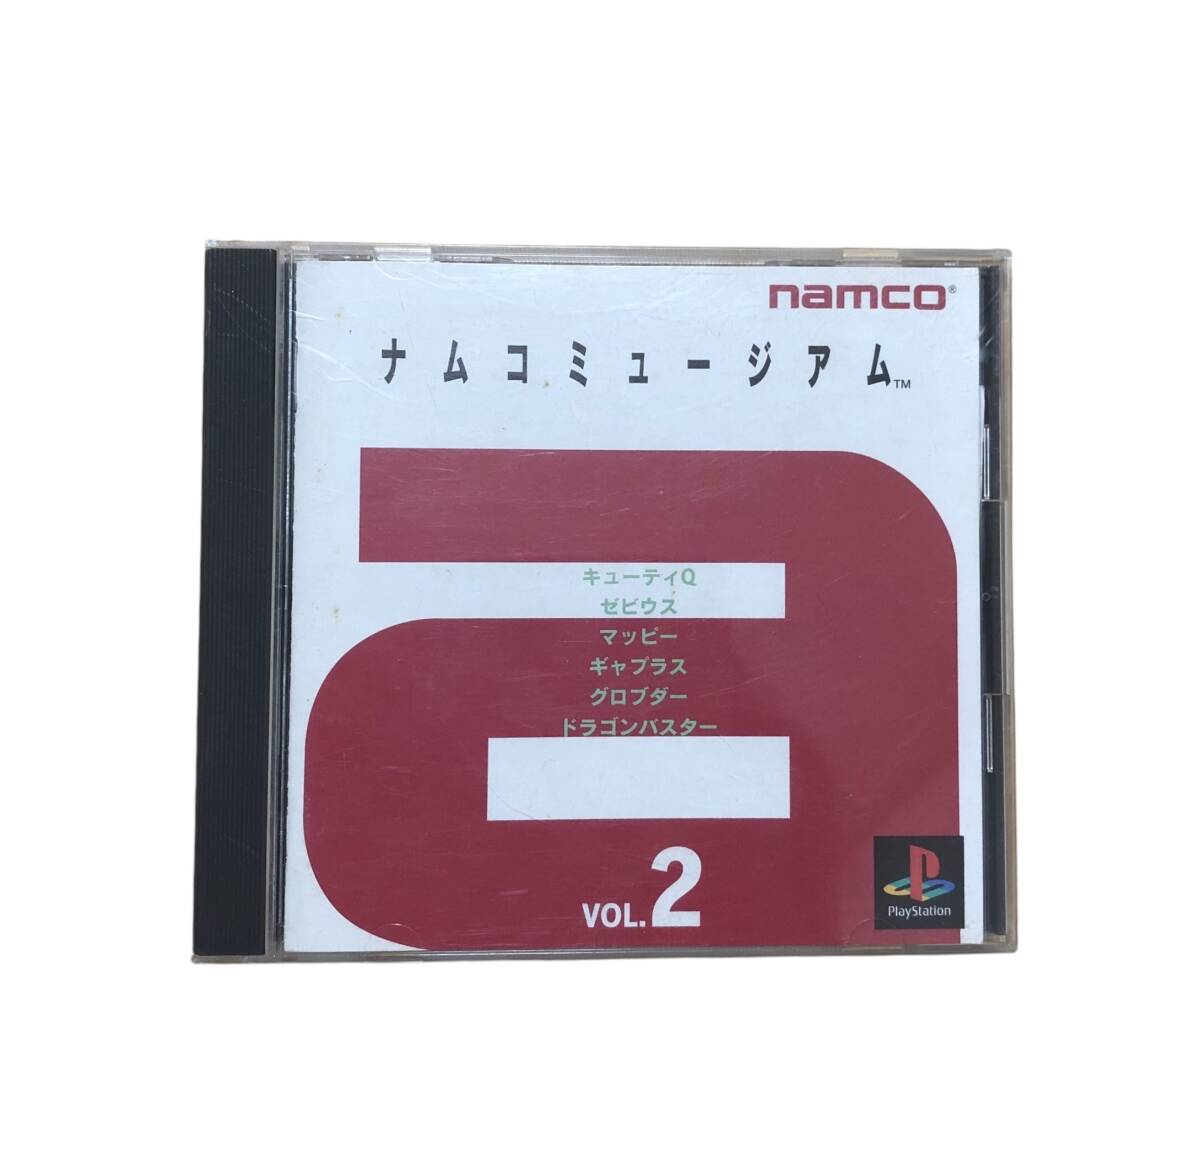 namco®
ナムコミュージアム™
キューティQ
ゼビウス
マッピー
ギャプラス
グロブダー
ドラゴンバスター
VOL.2
PlayStation